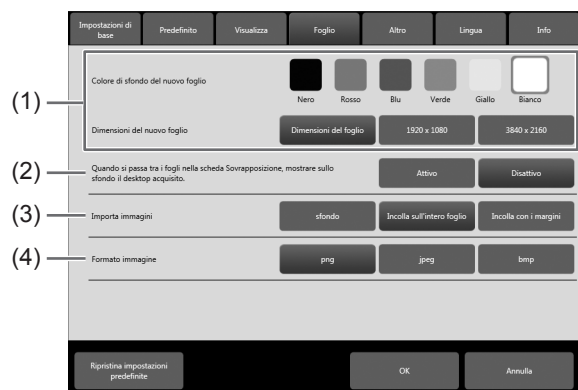 Impostazioni di
base
Predefinito
Visualizza
Foglio
Altro
Lingua
Info
(1)
Colore di sfondo del nuovo foglio
Nero
Rosso
Blu
Verde
Giallo
Bianco
Dimensioni del nuovo foglio
Dimensioni del foglio
1920 x 1080
3840 x 2160
(2)
Quando si passa tra i fogli nella scheda Sovrapposizione, mostrare sullo
sfondo il desktop acquisito.
Attivo
Disattivo
(3)
Importa immagini
sfondo
Incolla sull'intero foglio
Incolla con i margini
(4)
Formato immagine
png
jpeg
bmp
Ripristina impostazioni
predefinite
OK
Annulla